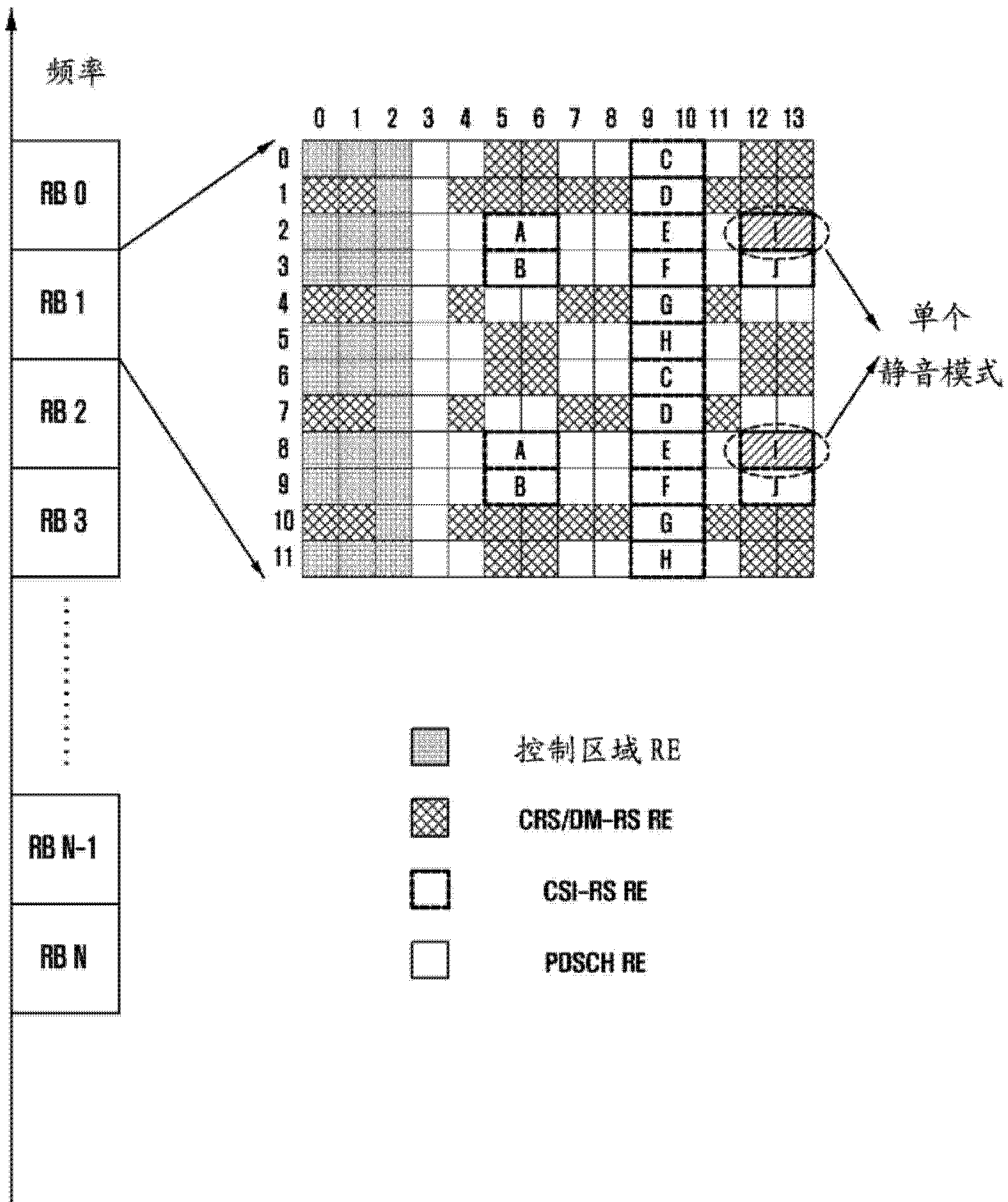 频率
RB 0
RB 1
RB 2
RB 3
RB N-1
RB N
0 1 2 3 4 5 6 7 8 9 10 11 12 13
0 C
1 D
2 A E I
3 B F J
4 G
5 H
6 C
7 D
8 A E I
9 B F J
10 G
11 H
单个
静音模式
控制区域 RE
CRS/DM-RS RE
CSI-RS RE
PDSCH RE